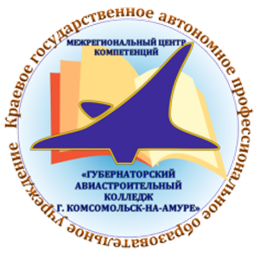 Краевое государственное автономное профессиональное образовательное учреждение
МЕЖРЕГИОНАЛЬНЫЙ ЦЕНТР
КОМПЕТЕНЦИЙ
«ГУБЕРНАТОРСКИЙ
АВИАСТРОИТЕЛЬНЫЙ
КОЛЛЕДЖ
Г. КОМСОМОЛЬСК-НА-АМУРЕ»